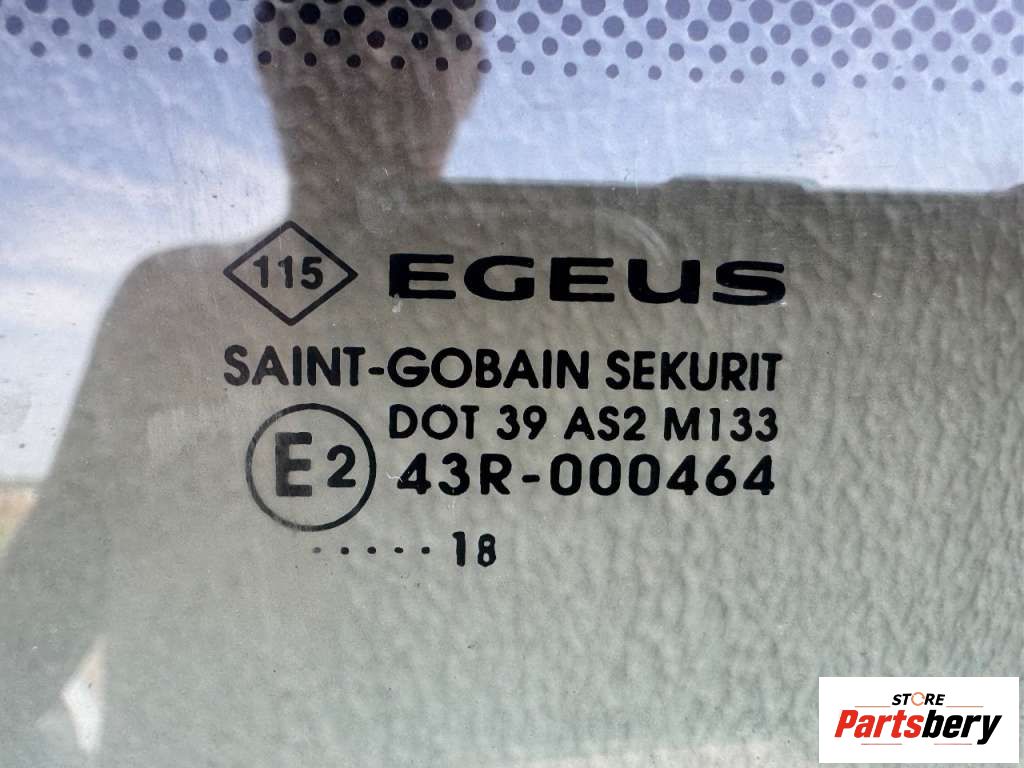 115 EGEUS
SAINT-GOBAIN SEKURIT
DOT 39 AS2 M133
E2 43R-000464
..... 18
STORE
Partsbery